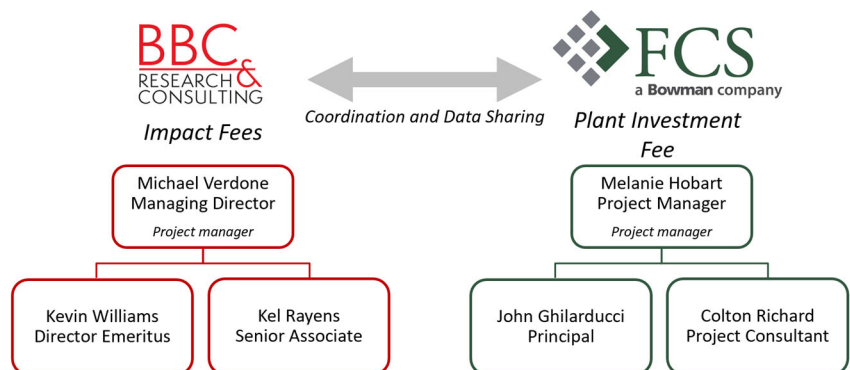 BBC
RESEARCH &
CONSULTING
Impact Fees
Coordination and Data Sharing
FCS
a Bowman company
Plant Investment
Fee
Michael Verdone
Managing Director
Project manager
Kevin Williams
Director Emeritus
Kel Rayens
Senior Associate
Melanie Hobart
Project Manager
Project manager
John Ghilarducci
Principal
Colton Richard
Project Consultant